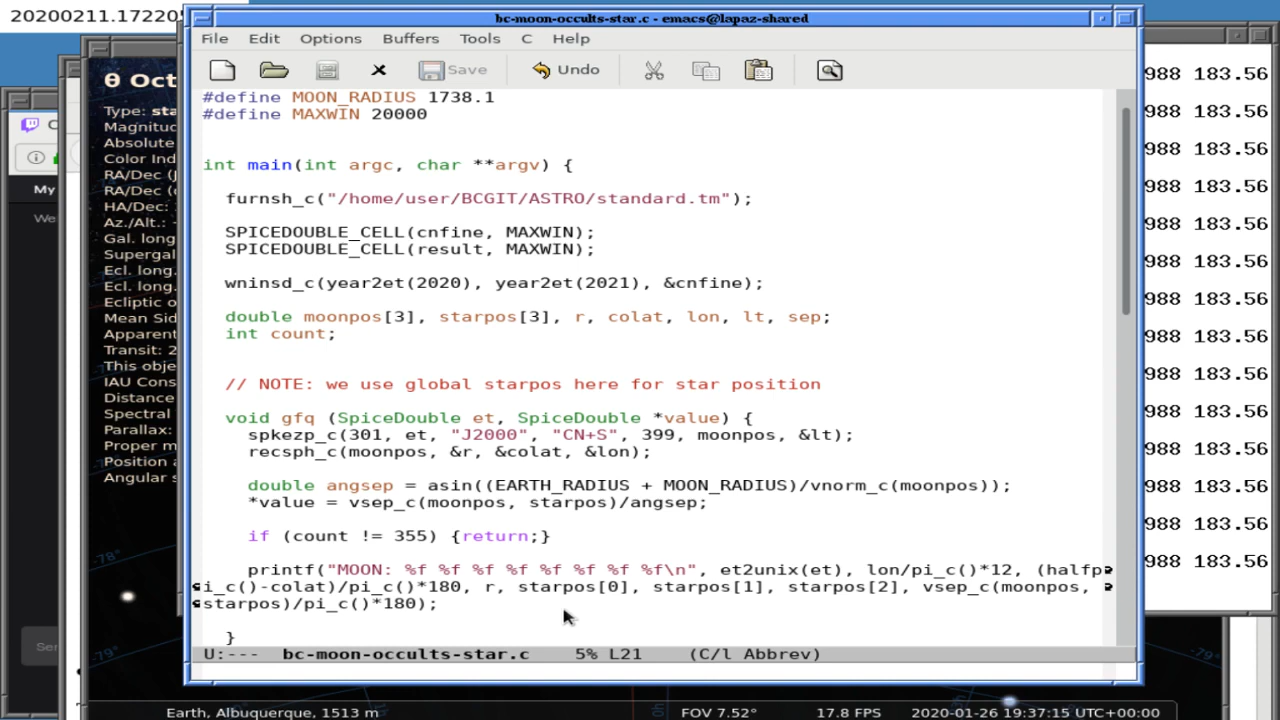 20200211.17220
bc-moon-occults-star.c - emacs@lapaz-shared
File Edit Options Buffers Tools C Help
Save Undo
#define MOON_RADIUS 1738.1
#define MAXWIN 20000
int main(int argc, char **argv) {
furnsh_c("/home/user/BCGIT/ASTRO/standard.tm");
SPICEDOUBLE_CELL(cnfine, MAXWIN);
SPICEDOUBLE_CELL(result, MAXWIN);
wninsd_c(year2et(2020), year2et(2021), &cnfine);
double moonpos[3], starpos[3], r, colat, lon, lt, sep;
int count;
// NOTE: we use global starpos here for star position
void gfq (SpiceDouble et, SpiceDouble *value) {
spkezp_c(301, et, "J2000", "CN+S", 399, moonpos, &lt);
recsph_c(moonpos, &r, &colat, &lon);
double angsep = asin((EARTH_RADIUS + MOON_RADIUS)/vnorm_c(moonpos));
*value = vsep_c(moonpos, starpos)/angsep;
if (count != 355) {return;}
printf("MOON: %f %f %f %f %f %f %f %f\n", et2unix(et), lon/pi_c()*12, (halfp
i_c()-colat)/pi_c()*180, r, starpos[0], starpos[1], starpos[2], vsep_c(moonpos,
starpos)/pi_c()*180);
}
U:--- bc-moon-occults-star.c 5% L21 (C/l Abbrev)
θ Oct
Type: sta
Magnitud
Absolute
Color Ind
RA/Dec (J
RA/Dec (
HA/Dec:
Az./Alt.: -
Gal. long
Supergal
Ecl. long.
Ecl. long.
Ecliptic o
Mean Sid
Apparent
Transit: 2
This obje
IAU Cons
Distance
Spectral
Parallax:
Proper m
Position a
Angular s
My
We
Ser
-78°
-79°
-79°
988 183.56
988 183.56
988 183.56
988 183.56
988 183.56
988 183.56
988 183.56
988 183.56
988 183.56
988 183.56
988 183.56
988 183.56
988 183.56
988 183.56
Earth, Albuquerque, 1513 m FOV 7.52° 17.8 FPS 2020-01-26 19:37:15 UTC+00:00